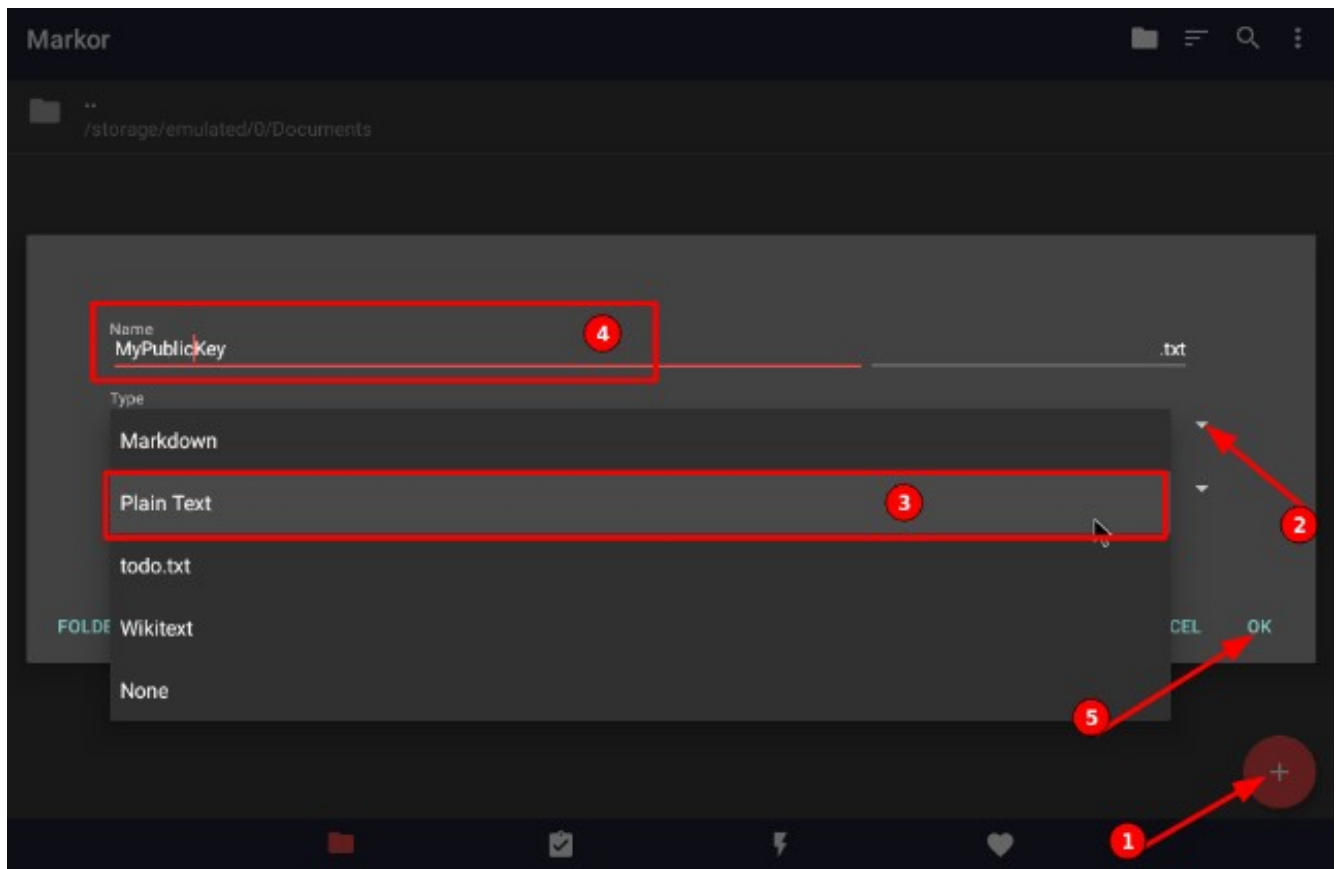 Markor
..
/storage/emulated/0/Documents
Name
4
MyPublicKey
.txt
Type
Markdown
Plain Text
3
2
todo.txt
FOLDE
Wikitext
CEL
OK
None
5
+
1